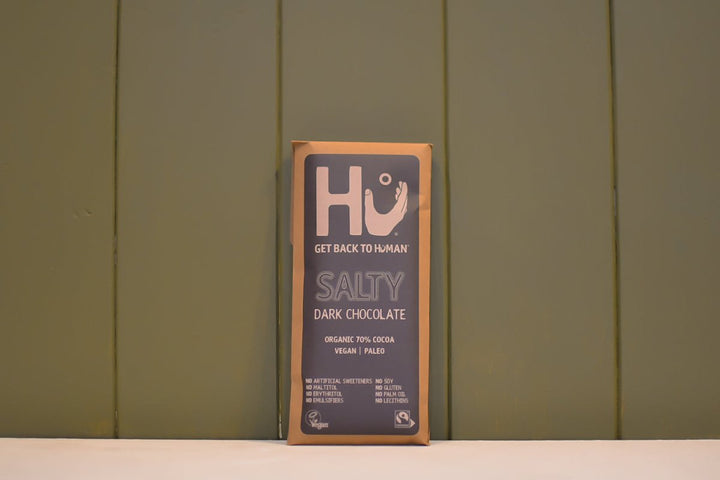 Hu
GET BACK TO HUMAN
SALTY
DARK CHOCOLATE
ORGANIC 70% COCOA
VEGAN | PALEO
NO ARTIFICIAL SWEETENERS
NO MALTITOL
NO ERYTHRITOL
NO EMULSIFIERS
NO SOY
NO GLUTEN
NO PALM OIL
NO LECITHINS
Vegan